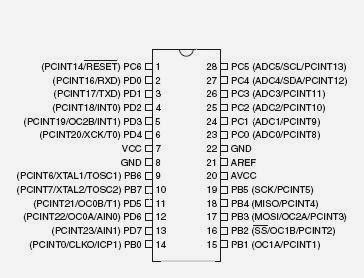 (PCINT14/RESET) PC6 1 28 PC5 (ADC5/SCL/PCINT13)
(PCINT16/RXD) PD0 2 27 PC4 (ADC4/SDA/PCINT12)
(PCINT17/TXD) PD1 3 26 PC3 (ADC3/PCINT11)
(PCINT18/INT0) PD2 4 25 PC2 (ADC2/PCINT10)
(PCINT19/OC2B/INT1) PD3 5 24 PC1 (ADC1/PCINT9)
(PCINT20/XCK/T0) PD4 6 23 PC0 (ADC0/PCINT8)
VCC 7 22 GND
GND 8 21 AREF
(PCINT6/XTAL1/TOSC1) PB6 9 20 AVCC
(PCINT7/XTAL2/TOSC2) PB7 10 19 PB5 (SCK/PCINT5)
(PCINT21/OC0B/T1) PD5 11 18 PB4 (MISO/PCINT4)
(PCINT22/OC0A/AIN0) PD6 12 17 PB3 (MOSI/OC2A/PCINT3)
(PCINT23/AIN1) PD7 13 16 PB2 (SS/OC1B/PCINT2)
(PCINT0/CLKO/ICP1) PB0 14 15 PB1 (OC1A/PCINT1)